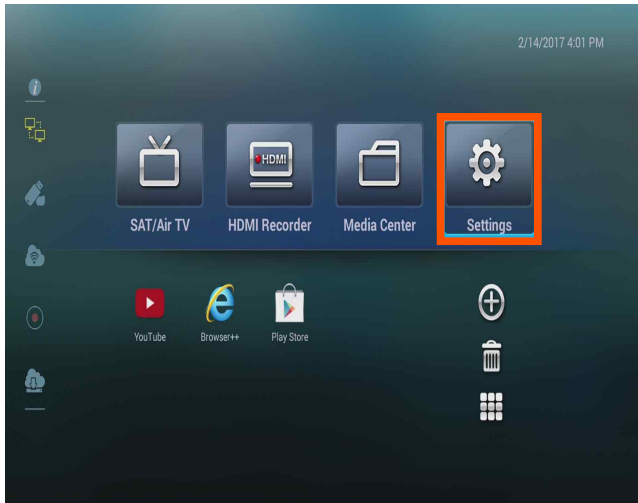 2/14/2017 4:01 PM
HDMI
SAT/Air TV
HDMI Recorder
Media Center
Settings
YouTube
Browser++
Play Store